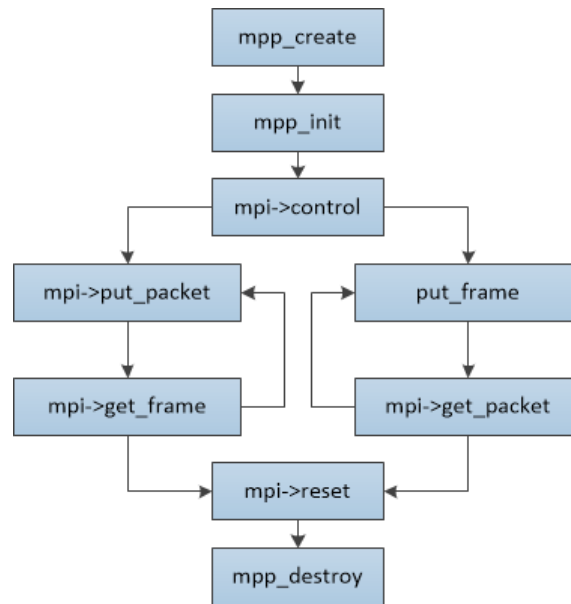 mpp_create
mpp_init
mpi->control
mpi->put_packet
put_frame
mpi->get_frame
mpi->get_packet
mpi->reset
mpp_destroy